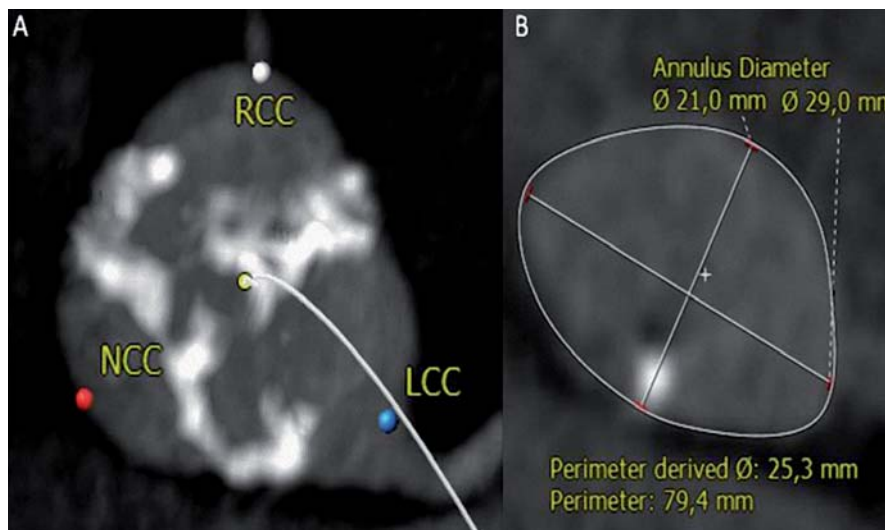 A
RCC
NCC
LCC
B
Annulus Diameter
Ø 21,0 mm Ø 29,0 mm
Perimeter derived Ø: 25,3 mm
Perimeter: 79,4 mm